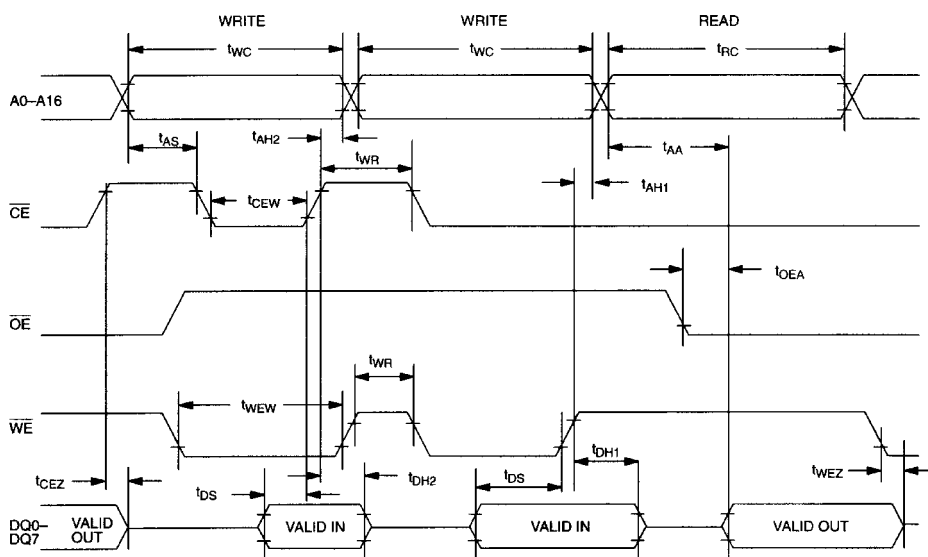 WRITE WRITE READ
tWC tWC tRC
A0–A16
tAS tAH2 tWR tAA
tAH1
CE tCEW
tOEA
OE
tWR
WE tWEW
tCEZ tDS tDH2 tDS tDH1 tWEZ
DQ0–
DQ7 VALID
OUT VALID IN VALID IN VALID OUT